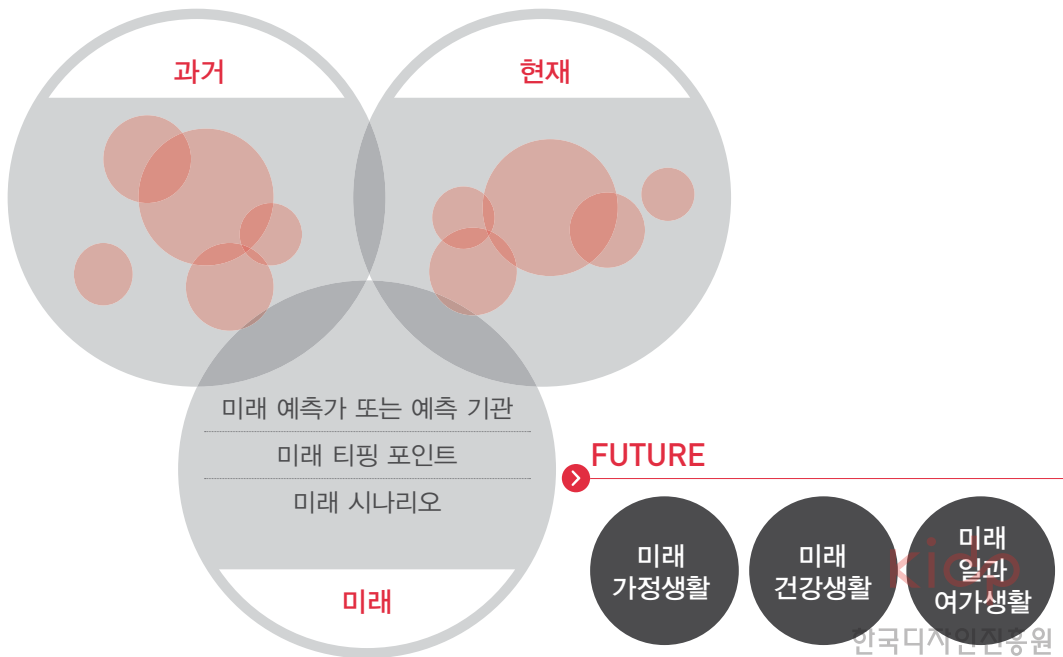 과거
현재
미래 예측가 또는 예측 기관
미래 티핑 포인트
미래 시나리오
미래
FUTURE
미래
가정생활
미래
건강생활
미래
일과
여가생활
kidp
한국디자인진흥원